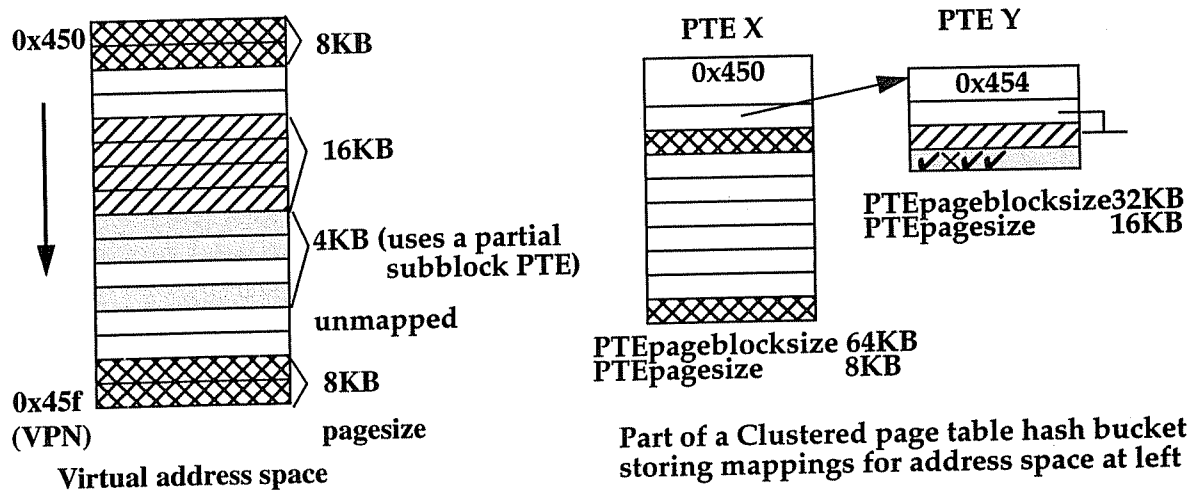 0x450
8KB
16KB
4KB (uses a partial
subblock PTE)
unmapped
8KB
0x45f
(VPN)
pagesize
Virtual address space
PTE X
0x450
PTEpageblocksize 64KB
PTEpagesize 8KB
PTE Y
0x454
PTEpageblocksize32KB
PTEpagesize 16KB
Part of a Clustered page table hash bucket
storing mappings for address space at left